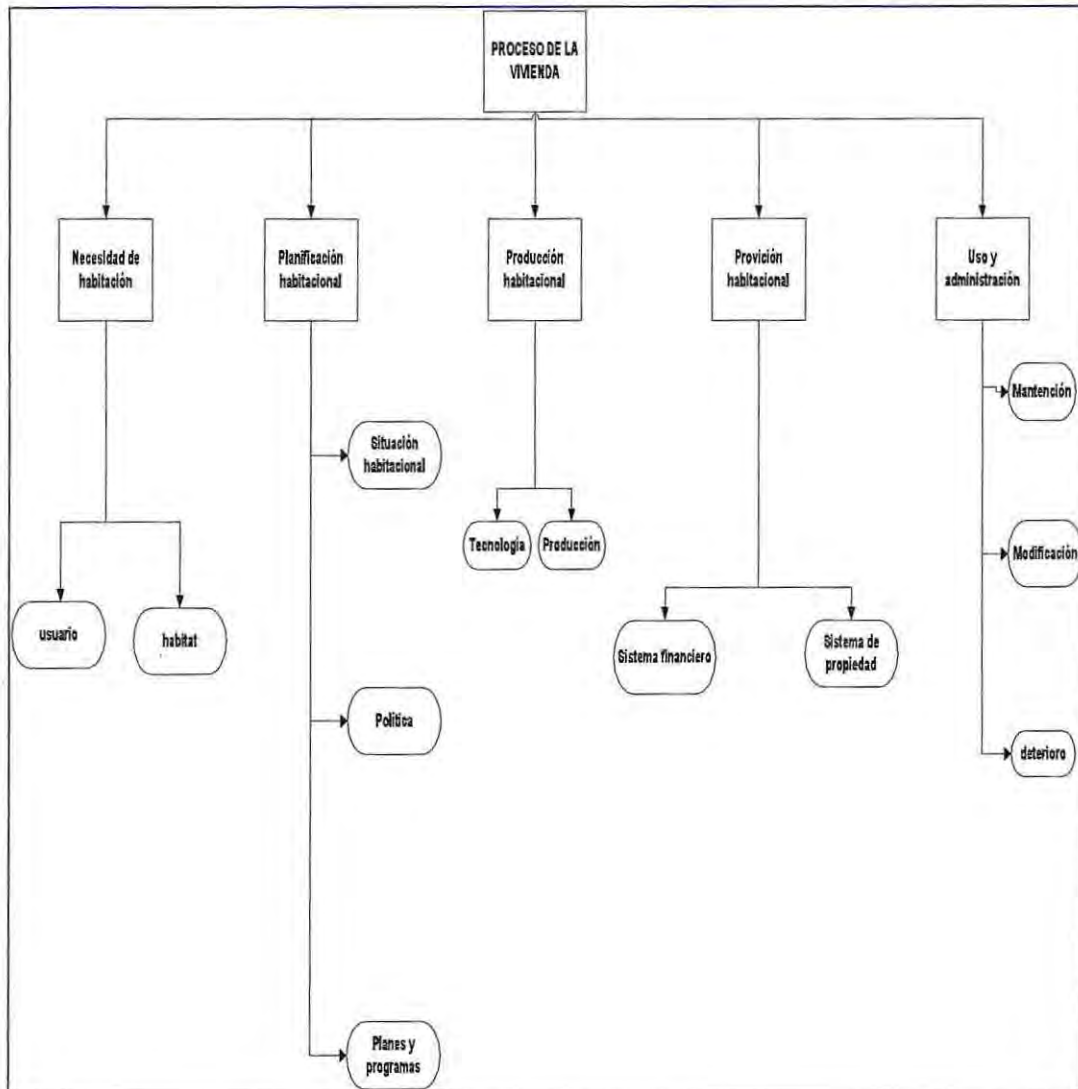 PROCESO DE LA
VIVIENDA
Necesidad de
habitación
Planificación
habitacional
Producción
habitacional
Provición
habitacional
Uso y
administración
Mantención
Situación
habitacional
Tecnología
Producción
Modificación
usuario
habitat
Sistema financiero
Sistema de
propiedad
Política
deterioro
Planes y
programas